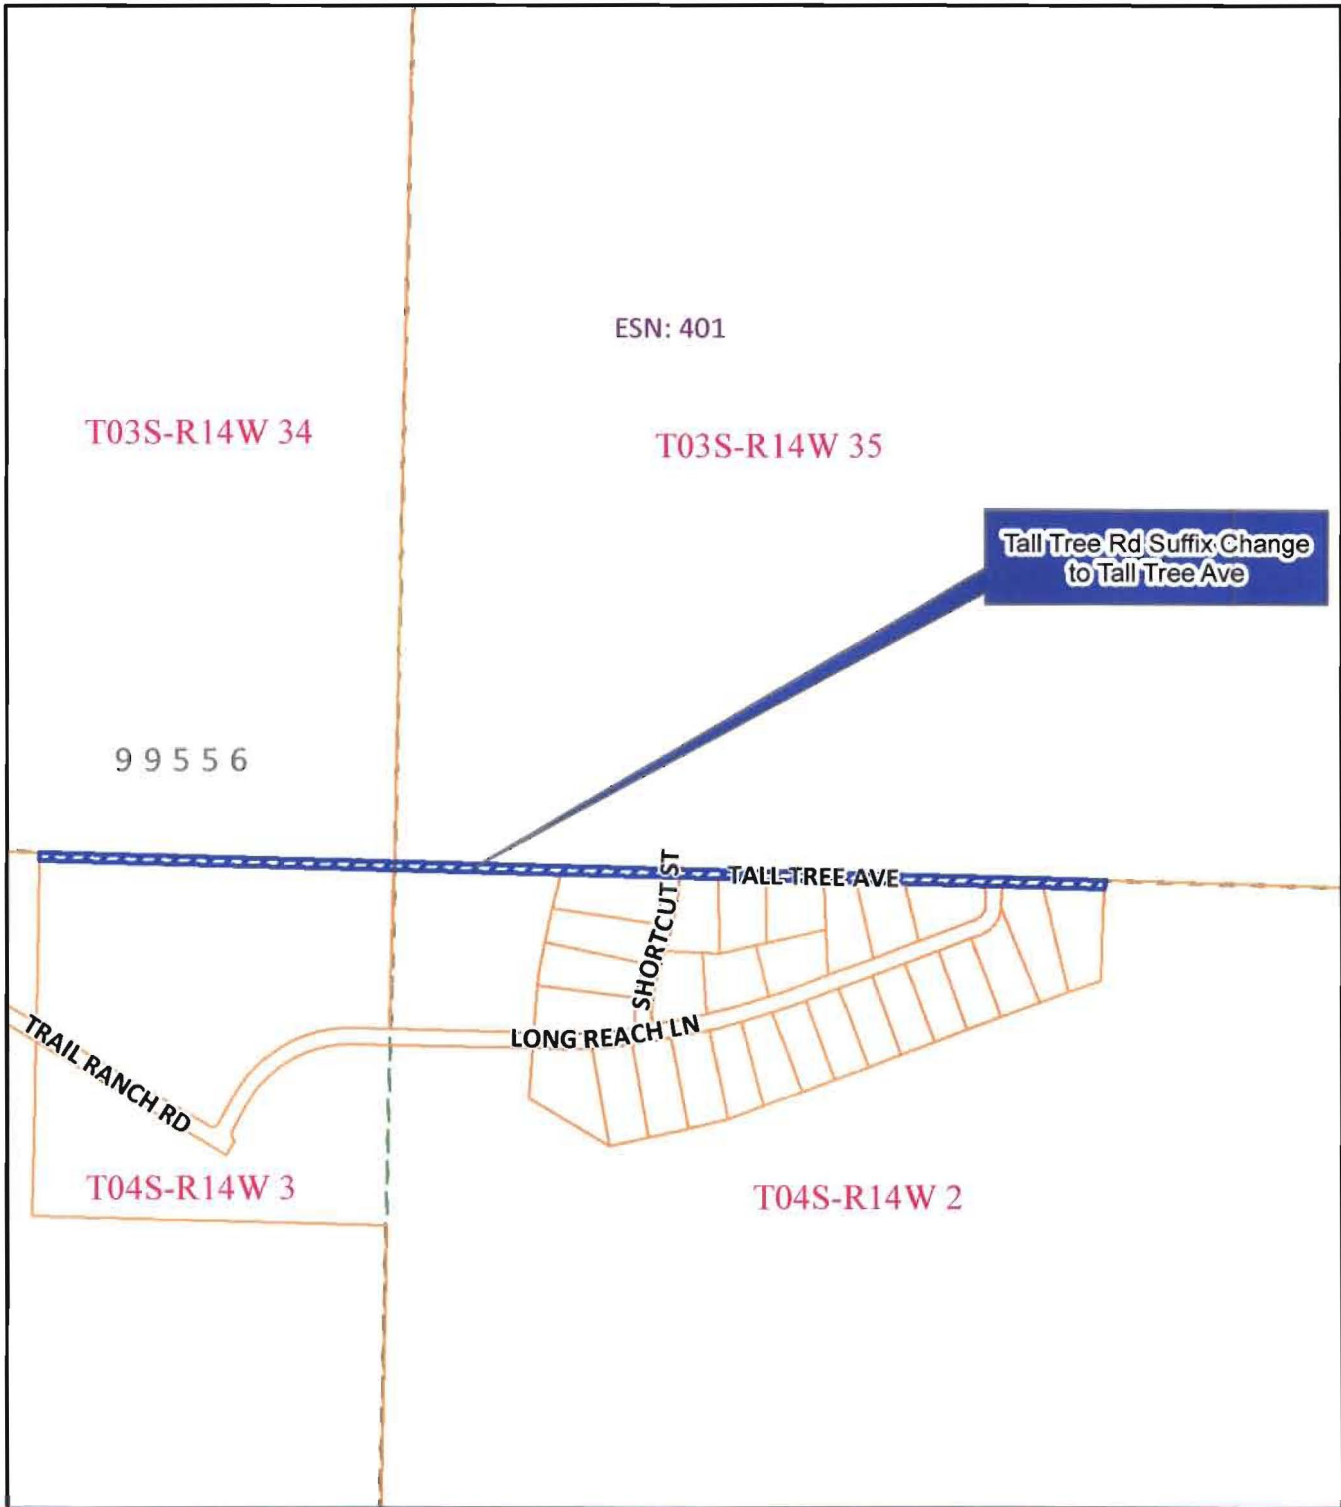 ESN: 401
T03S-R14W 34
T03S-R14W 35
Tall Tree Rd Suffix Change
to Tall Tree Ave
99556
SHORTCUT ST
TALL TREE AVE
TRAIL RANCH RD
LONG REACH LN
T04S-R14W 3
T04S-R14W 2